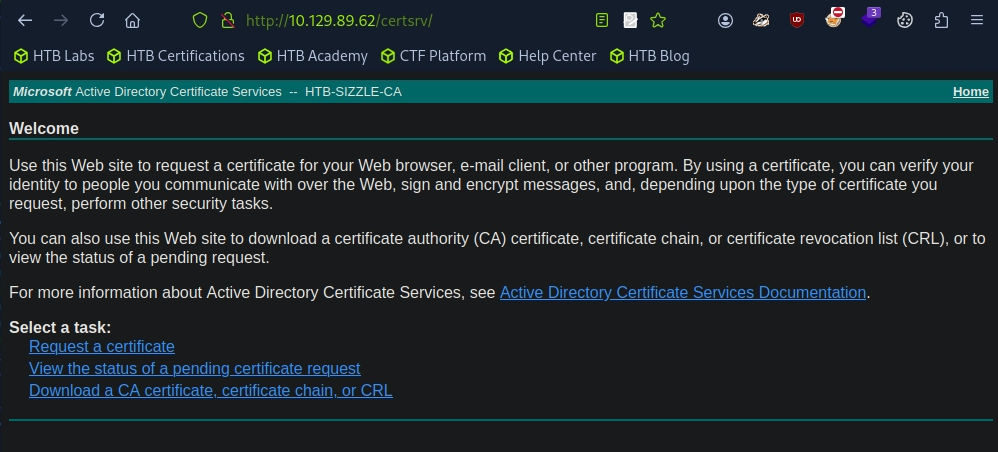 http://10.129.89.62/certsrv/
3
HTB Labs HTB Certifications HTB Academy CTF Platform Help Center HTB Blog
Microsoft Active Directory Certificate Services -- HTB-SIZZLE-CA Home
Welcome
Use this Web site to request a certificate for your Web browser, e-mail client, or other program. By using a certificate, you can verify your
identity to people you communicate with over the Web, sign and encrypt messages, and, depending upon the type of certificate you
request, perform other security tasks.
You can also use this Web site to download a certificate authority (CA) certificate, certificate chain, or certificate revocation list (CRL), or to
view the status of a pending request.
For more information about Active Directory Certificate Services, see Active Directory Certificate Services Documentation.
Select a task:
Request a certificate
View the status of a pending certificate request
Download a CA certificate, certificate chain, or CRL